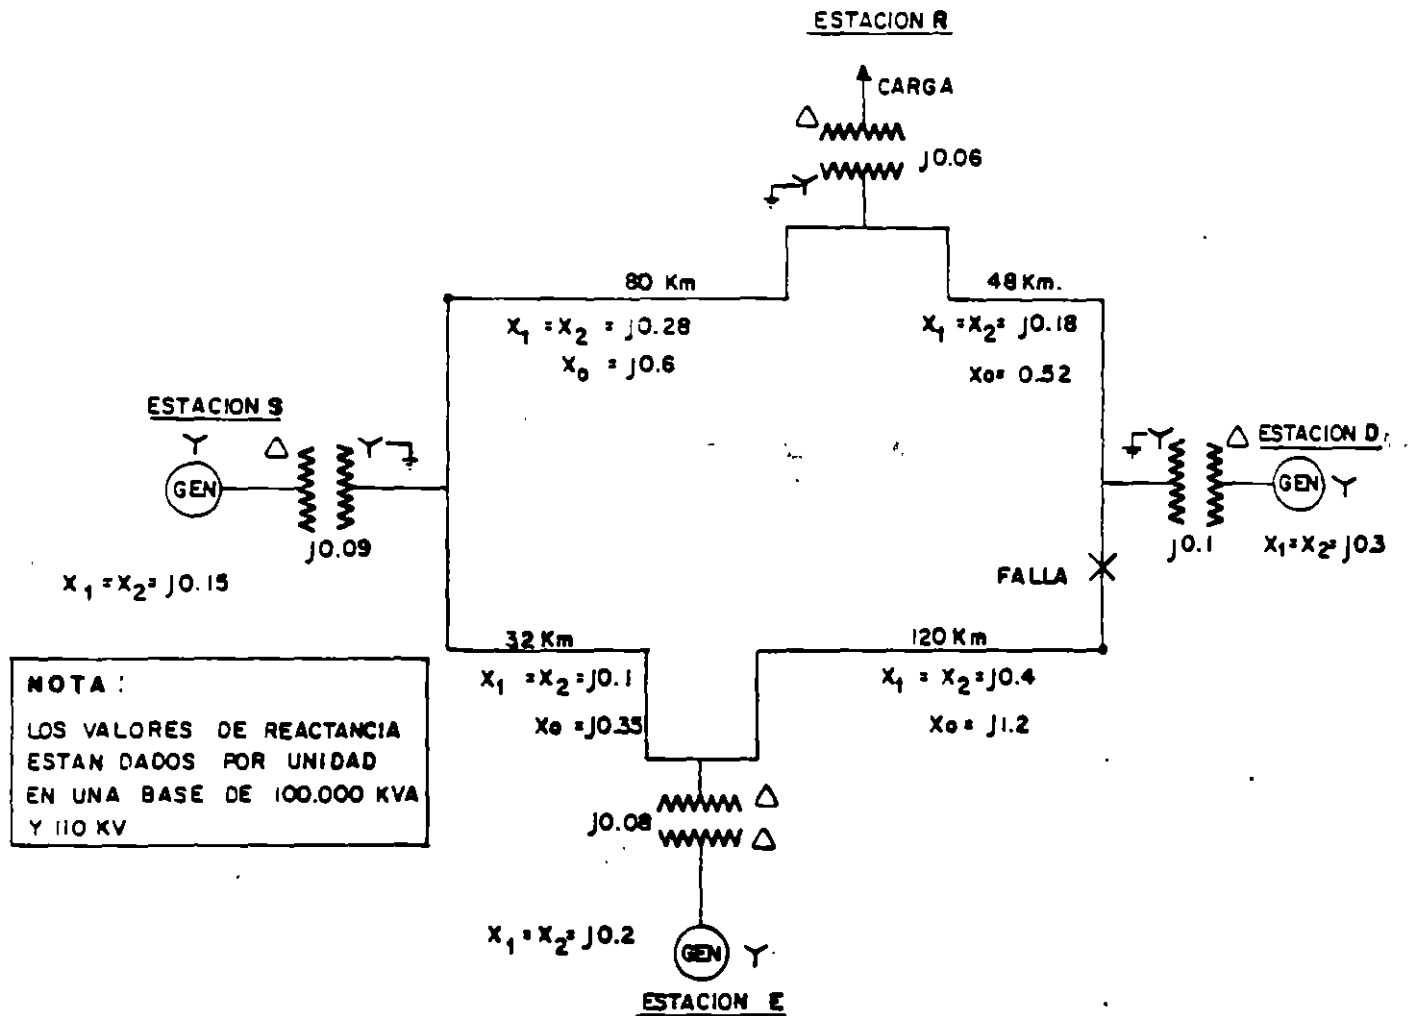 ESTACION R
CARGA
△
j0.06
Y
80 Km
X1 = X2 = j0.28
X0 = j0.6
48 Km.
X1 = X2 = j0.18
X0= 0.52
ESTACION S
Y
△
Y
GEN
j0.09
X1 = X2 = j0.15
Y
△
ESTACION D
GEN
Y
j0.1
X1 = X2 = j0.3
FALLA
32 Km
X1 = X2 = j0.1
X0 = j0.35
120 Km
X1 = X2 = j0.4
X0 = j1.2
NOTA :
LOS VALORES DE REACTANCIA
ESTAN DADOS POR UNIDAD
EN UNA BASE DE 100.000 KVA
Y 110 KV
j0.08
△
△
X1 = X2 = j0.2
GEN
Y
ESTACION E